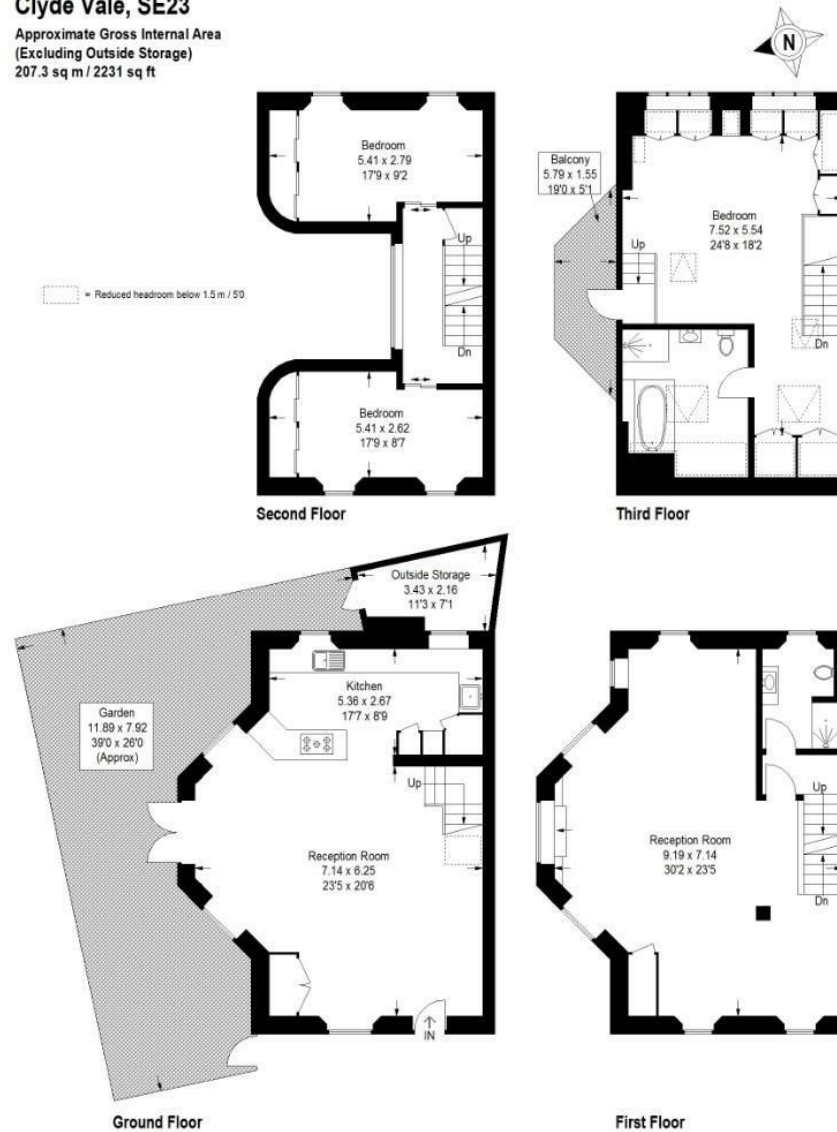 Clyde Vale, SE23
Approximate Gross Internal Area
(Excluding Outside Storage)
207.3 sq m / 2231 sq ft
N
Bedroom
5.41 x 2.79
17'9 x 9'2
Up
Dn
= Reduced headroom below 1.5 m / 5'0
Bedroom
5.41 x 2.62
17'9 x 8'7
Second Floor
Balcony
5.79 x 1.55
19'0 x 5'1
Bedroom
7.52 x 5.54
24'8 x 18'2
Up
Dn
Third Floor
Outside Storage
3.43 x 2.16
11'3 x 7'1
Kitchen
5.36 x 2.67
17'7 x 8'9
Garden
11.89 x 7.92
39'0 x 26'0
(Approx)
Up
Reception Room
7.14 x 6.25
23'5 x 20'6
IN
Ground Floor
Up
Reception Room
9.19 x 7.14
30'2 x 23'5
Dn
First Floor